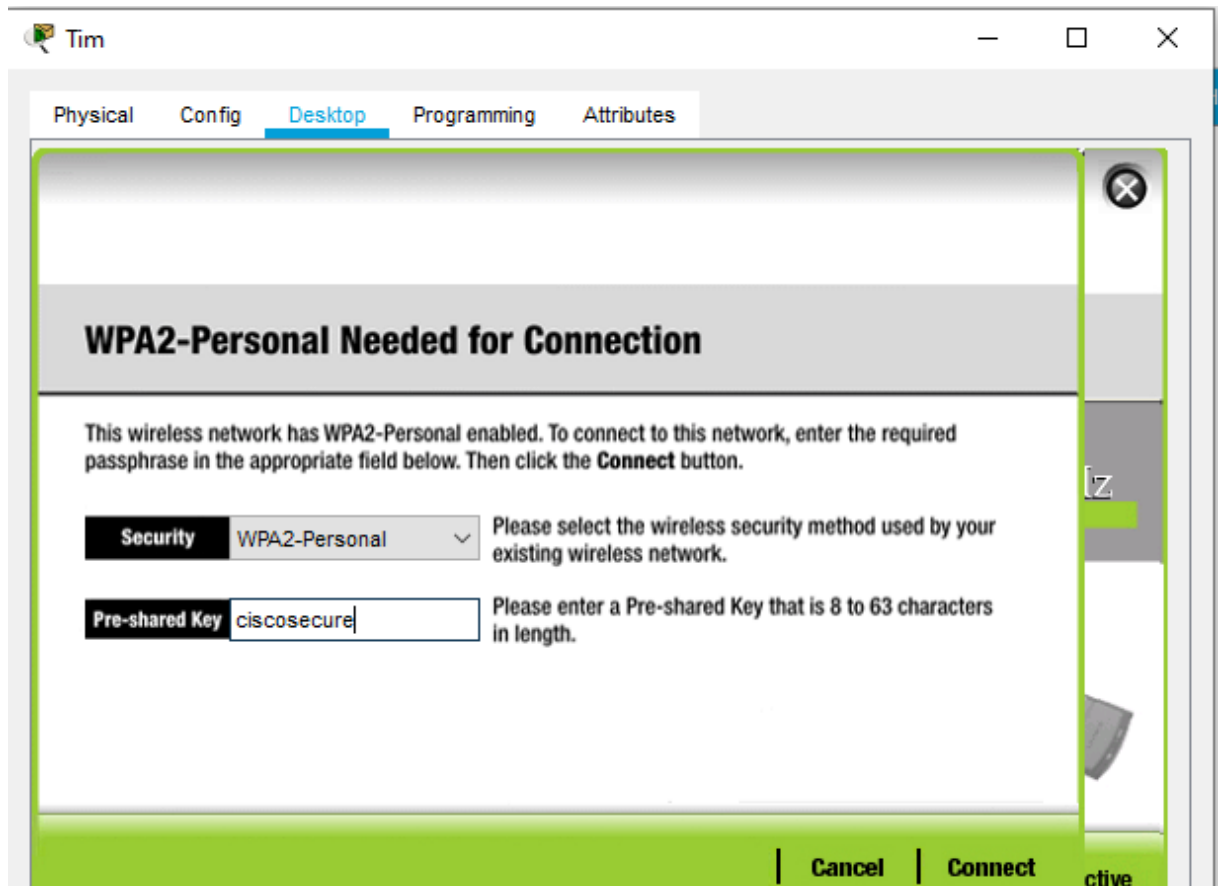 Tim
Physical Config Desktop Programming Attributes
WPA2-Personal Needed for Connection
This wireless network has WPA2-Personal enabled. To connect to this network, enter the required
passphrase in the appropriate field below. Then click the Connect button.
Security WPA2-Personal Please select the wireless security method used by your
existing wireless network.
Pre-shared Key ciscosecure Please enter a Pre-shared Key that is 8 to 63 characters
in length.
Cancel Connect